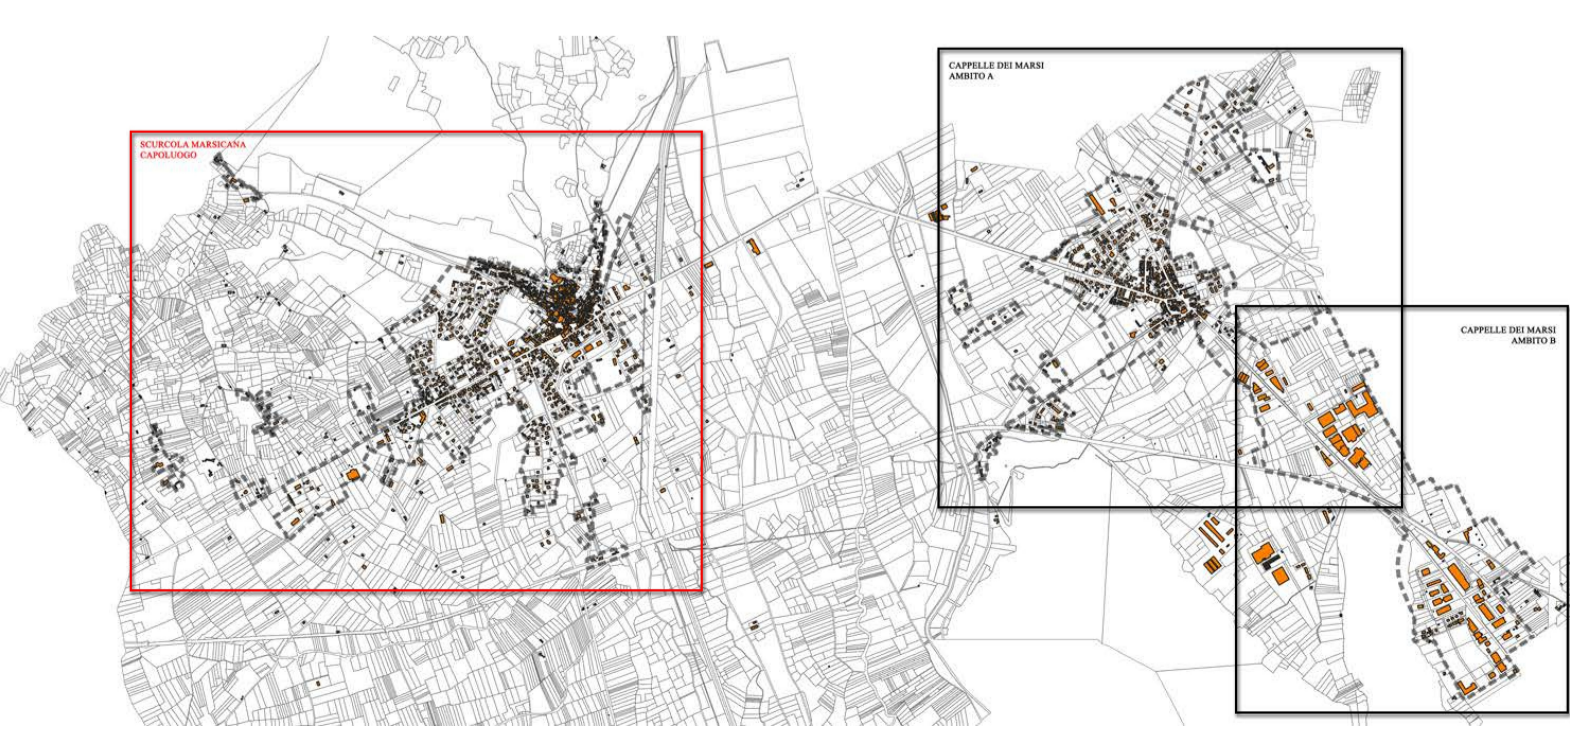 SCURCOLA MARSICANA
CAPOLUOGO
CAPPELLE DEI MARSI
AMBITO A
CAPPELLE DEI MARSI
AMBITO B